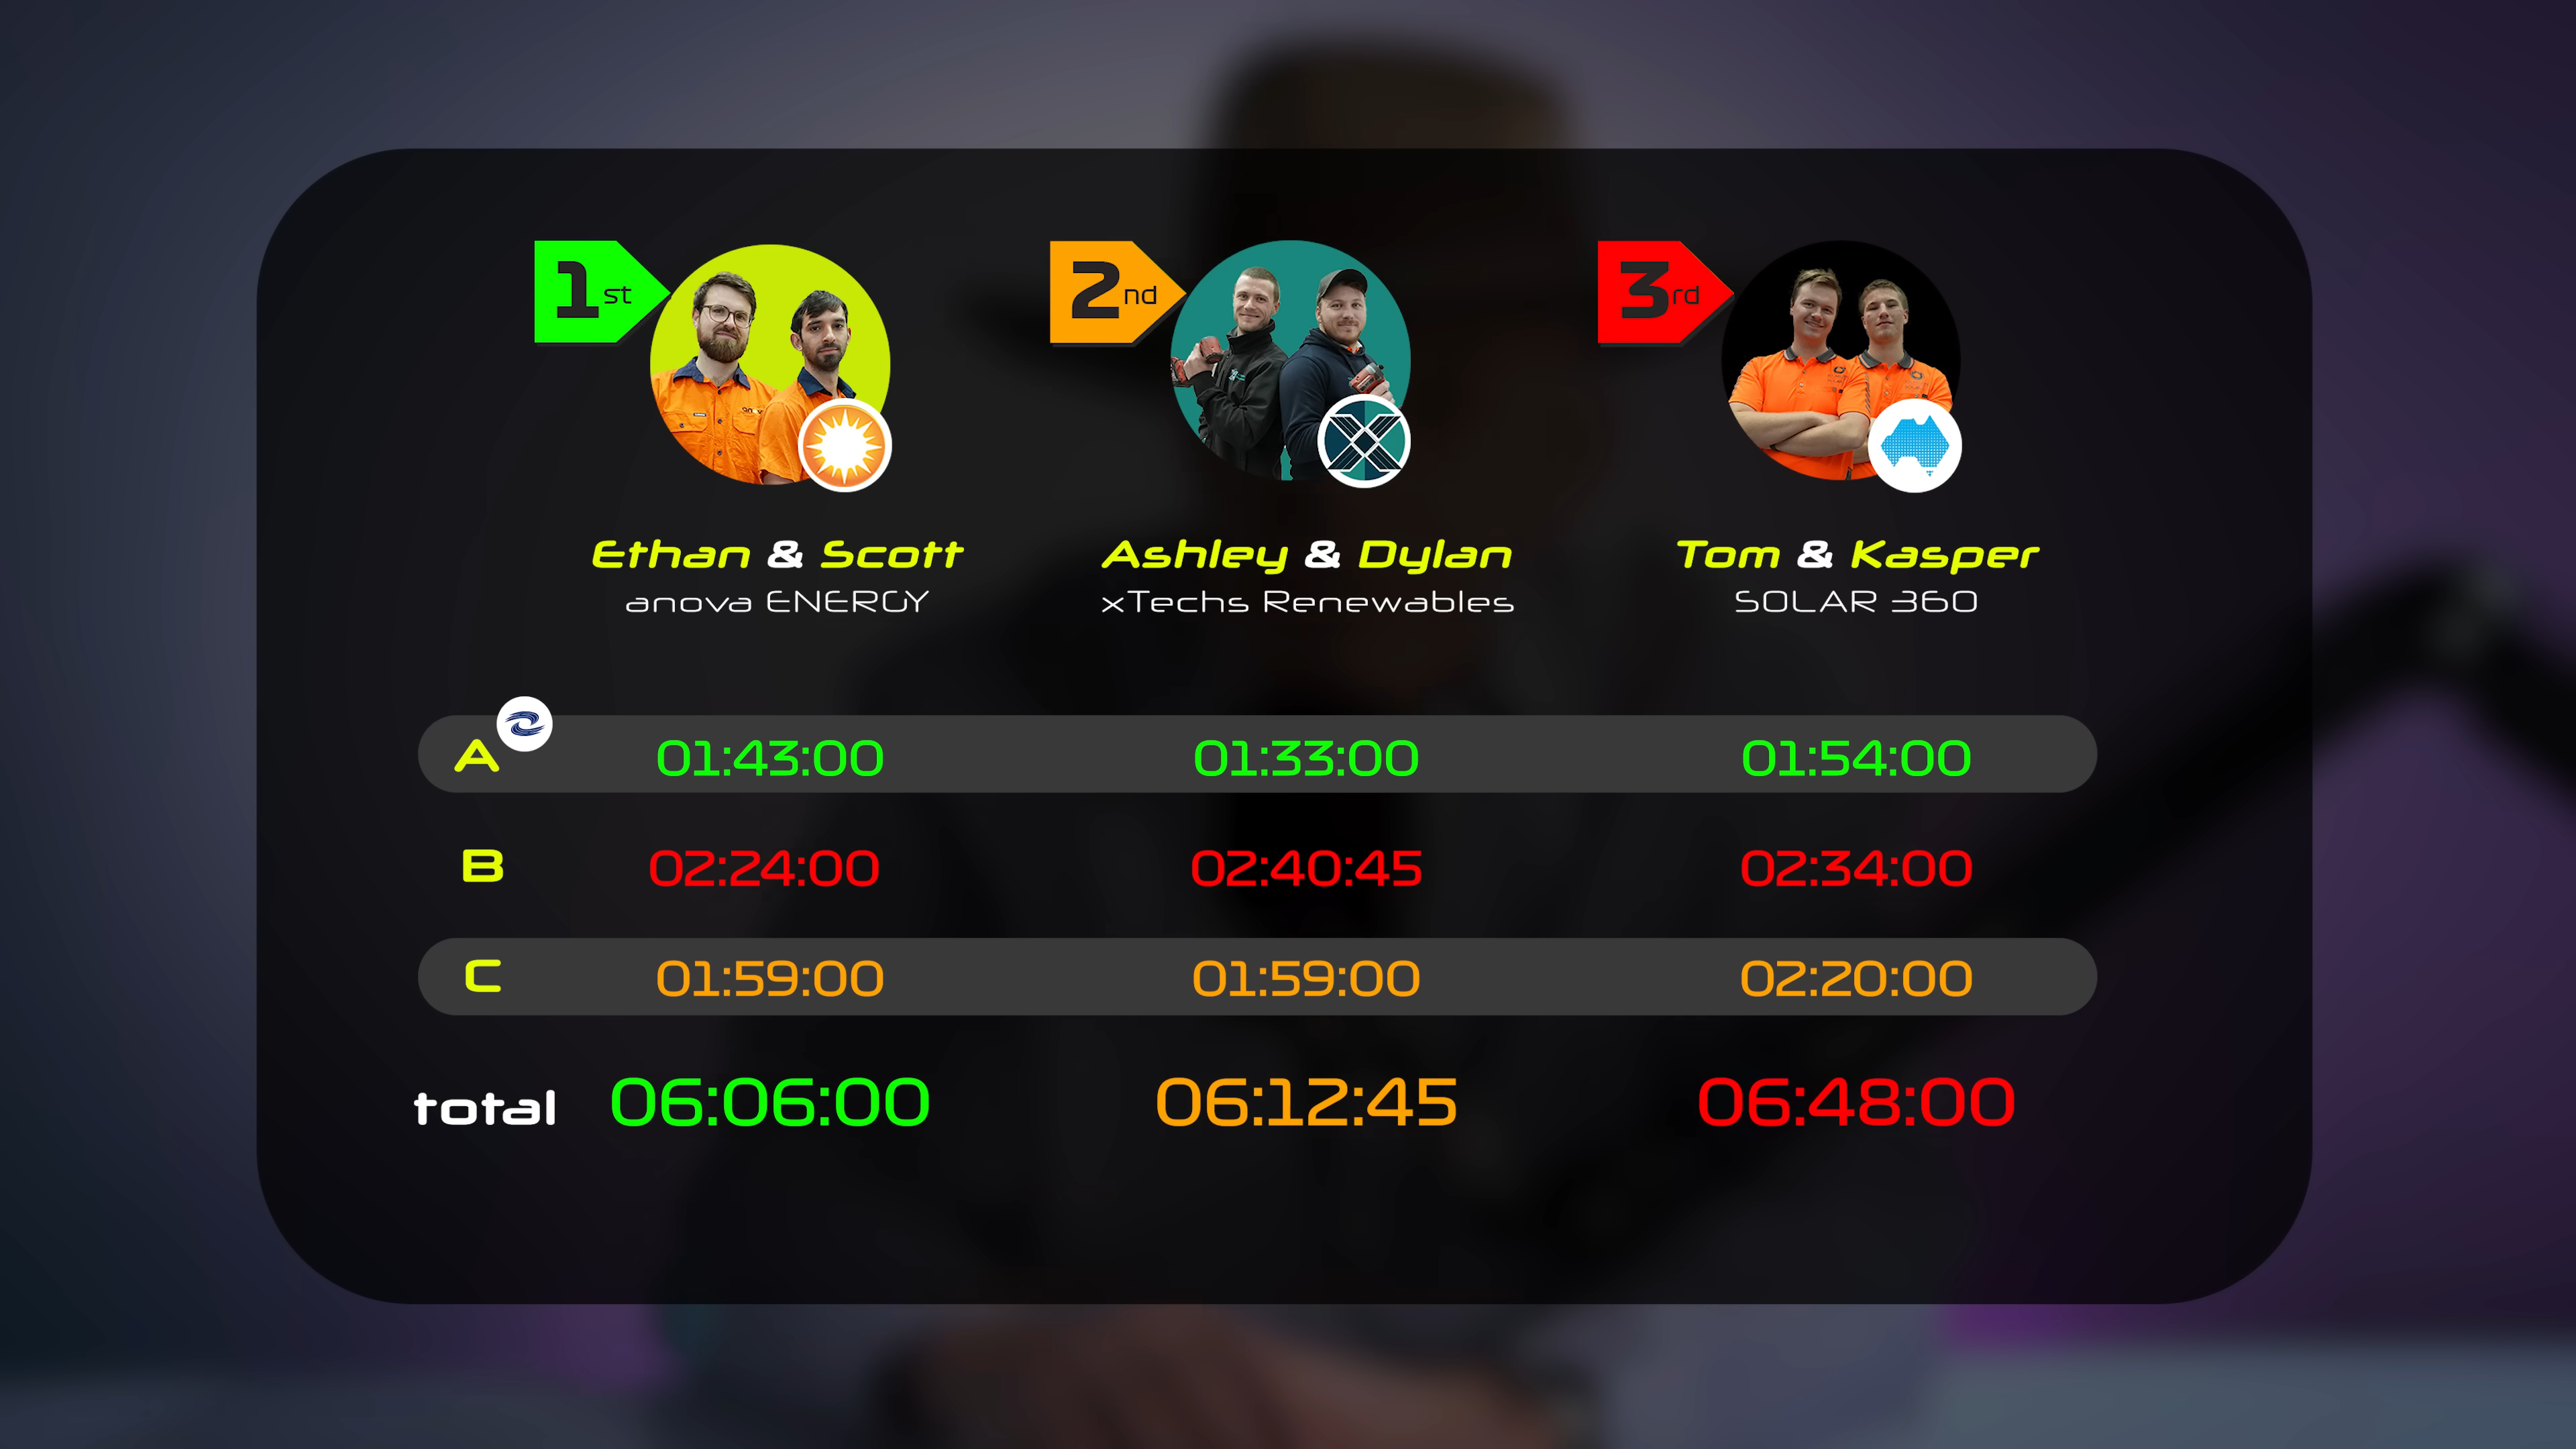 1st
2nd
3rd
Ethan & Scott
anova ENERGY
Ashley & Dylan
xTechs Renewables
Tom & Kasper
SOLAR 360
A 01:43:00 01:33:00 01:54:00
B 02:24:00 02:40:45 02:34:00
C 01:59:00 01:59:00 02:20:00
total 06:06:00 06:12:45 06:48:00